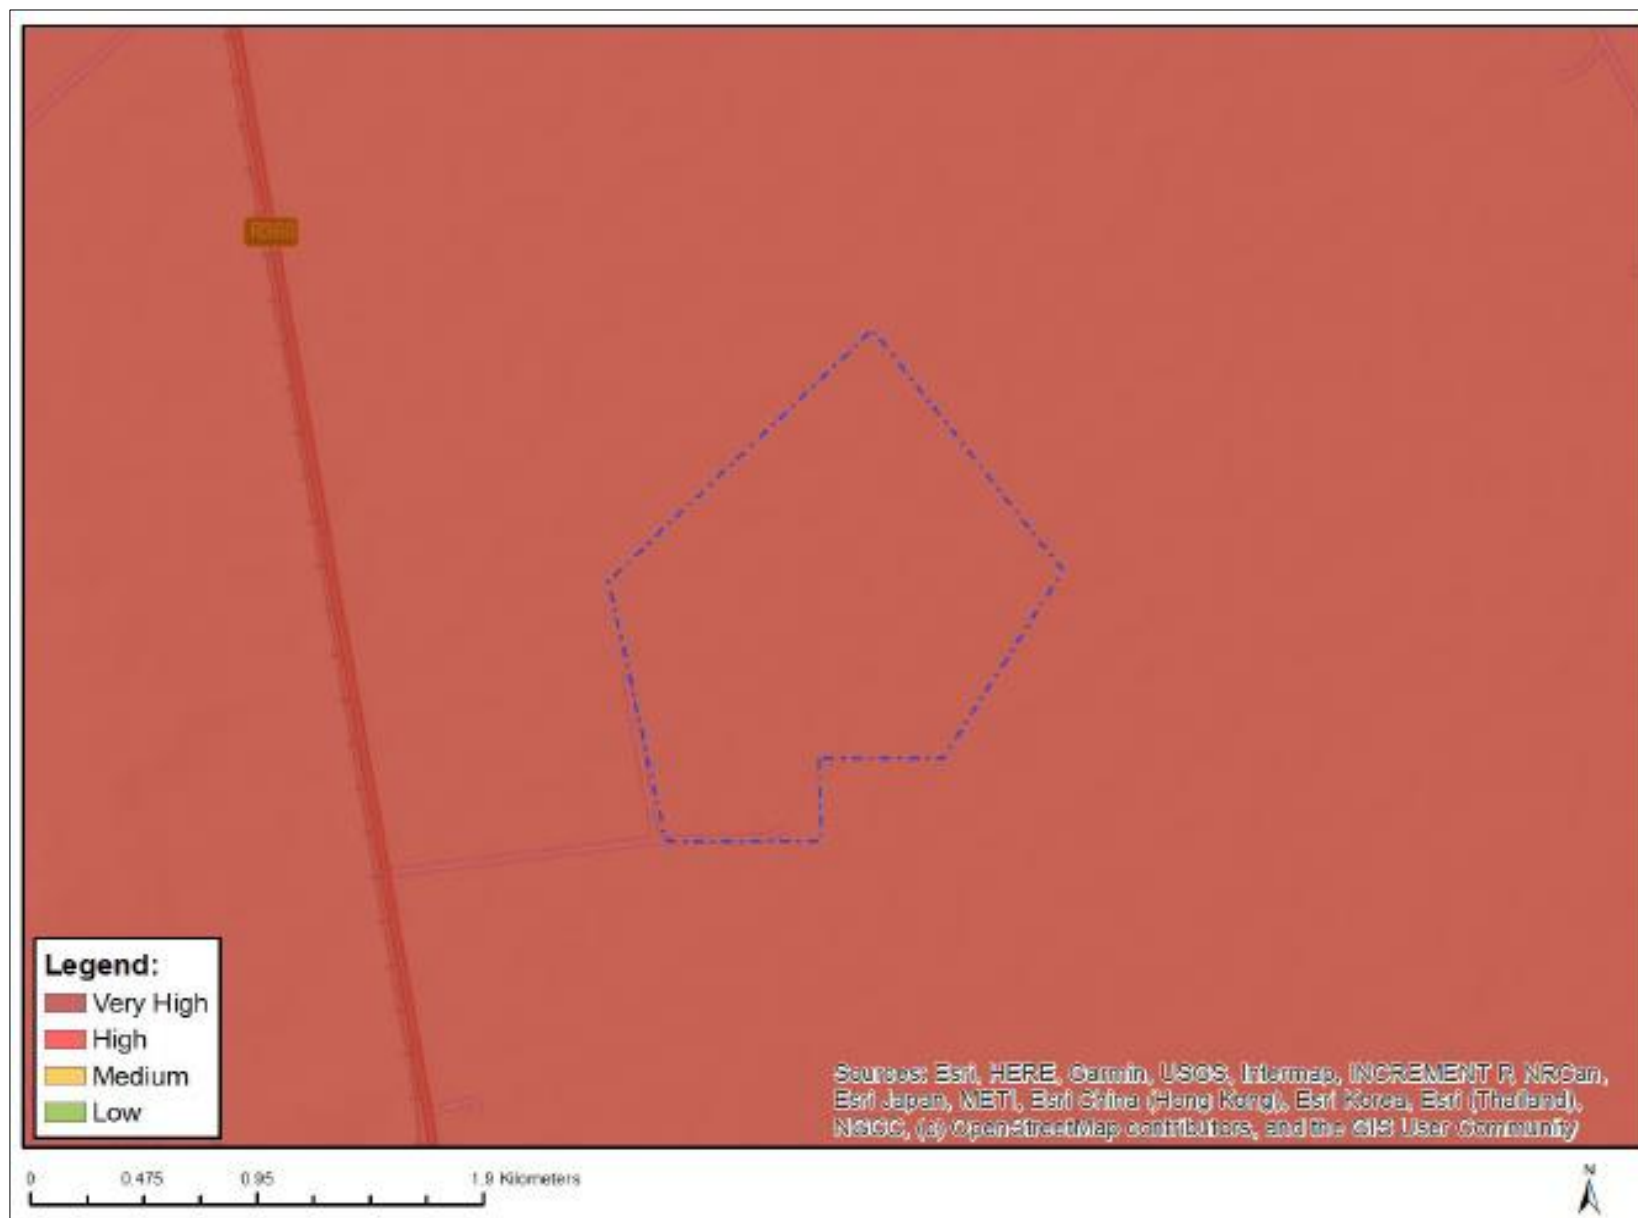 Legend:
Very High
High
Medium
Low
Sources: Esri, HERE, Garmin, USGS, Intermap, INCREMENT P, NRCan,
Esri Japan, METI, Esri China (Hong Kong), Esri Korea, Esri (Thailand),
NGCC, (c) OpenStreetMap contributors, and the GIS User Community
0 0.475 0.95 1.9 Kilometers
N